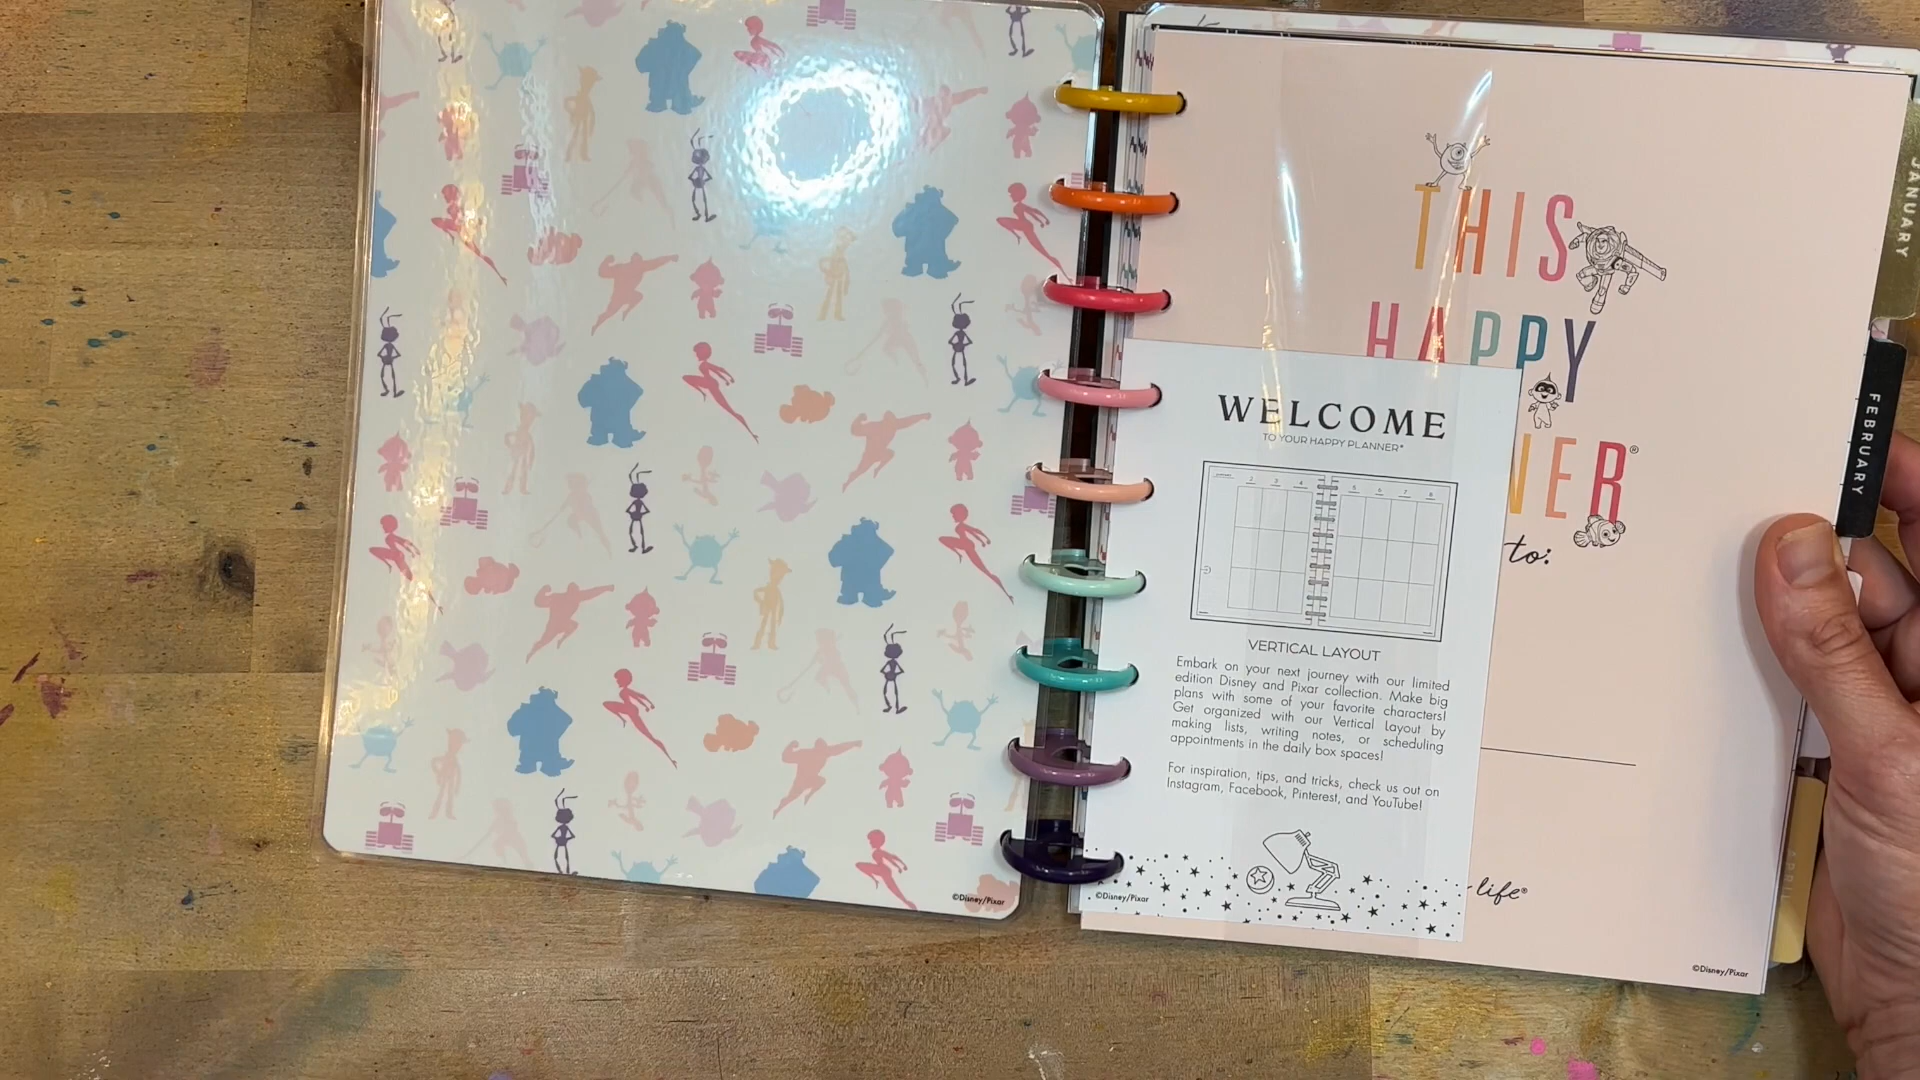 ©Disney/Pixar
THIS
HAPPY
NER®
to:
life®
©Disney/Pixar
WELCOME
TO YOUR HAPPY PLANNER®
VERTICAL LAYOUT
Embark on your next journey with our limited
edition Disney and Pixar collection. Make big
plans with some of your favorite characters!
Get organized with our Vertical Layout by
making lists, writing notes, or scheduling
appointments in the daily box spaces!
For inspiration, tips, and tricks, check us out on
Instagram, Facebook, Pinterest, and YouTube!
©Disney/Pixar
JANUARY
FEBRUARY
APRIL